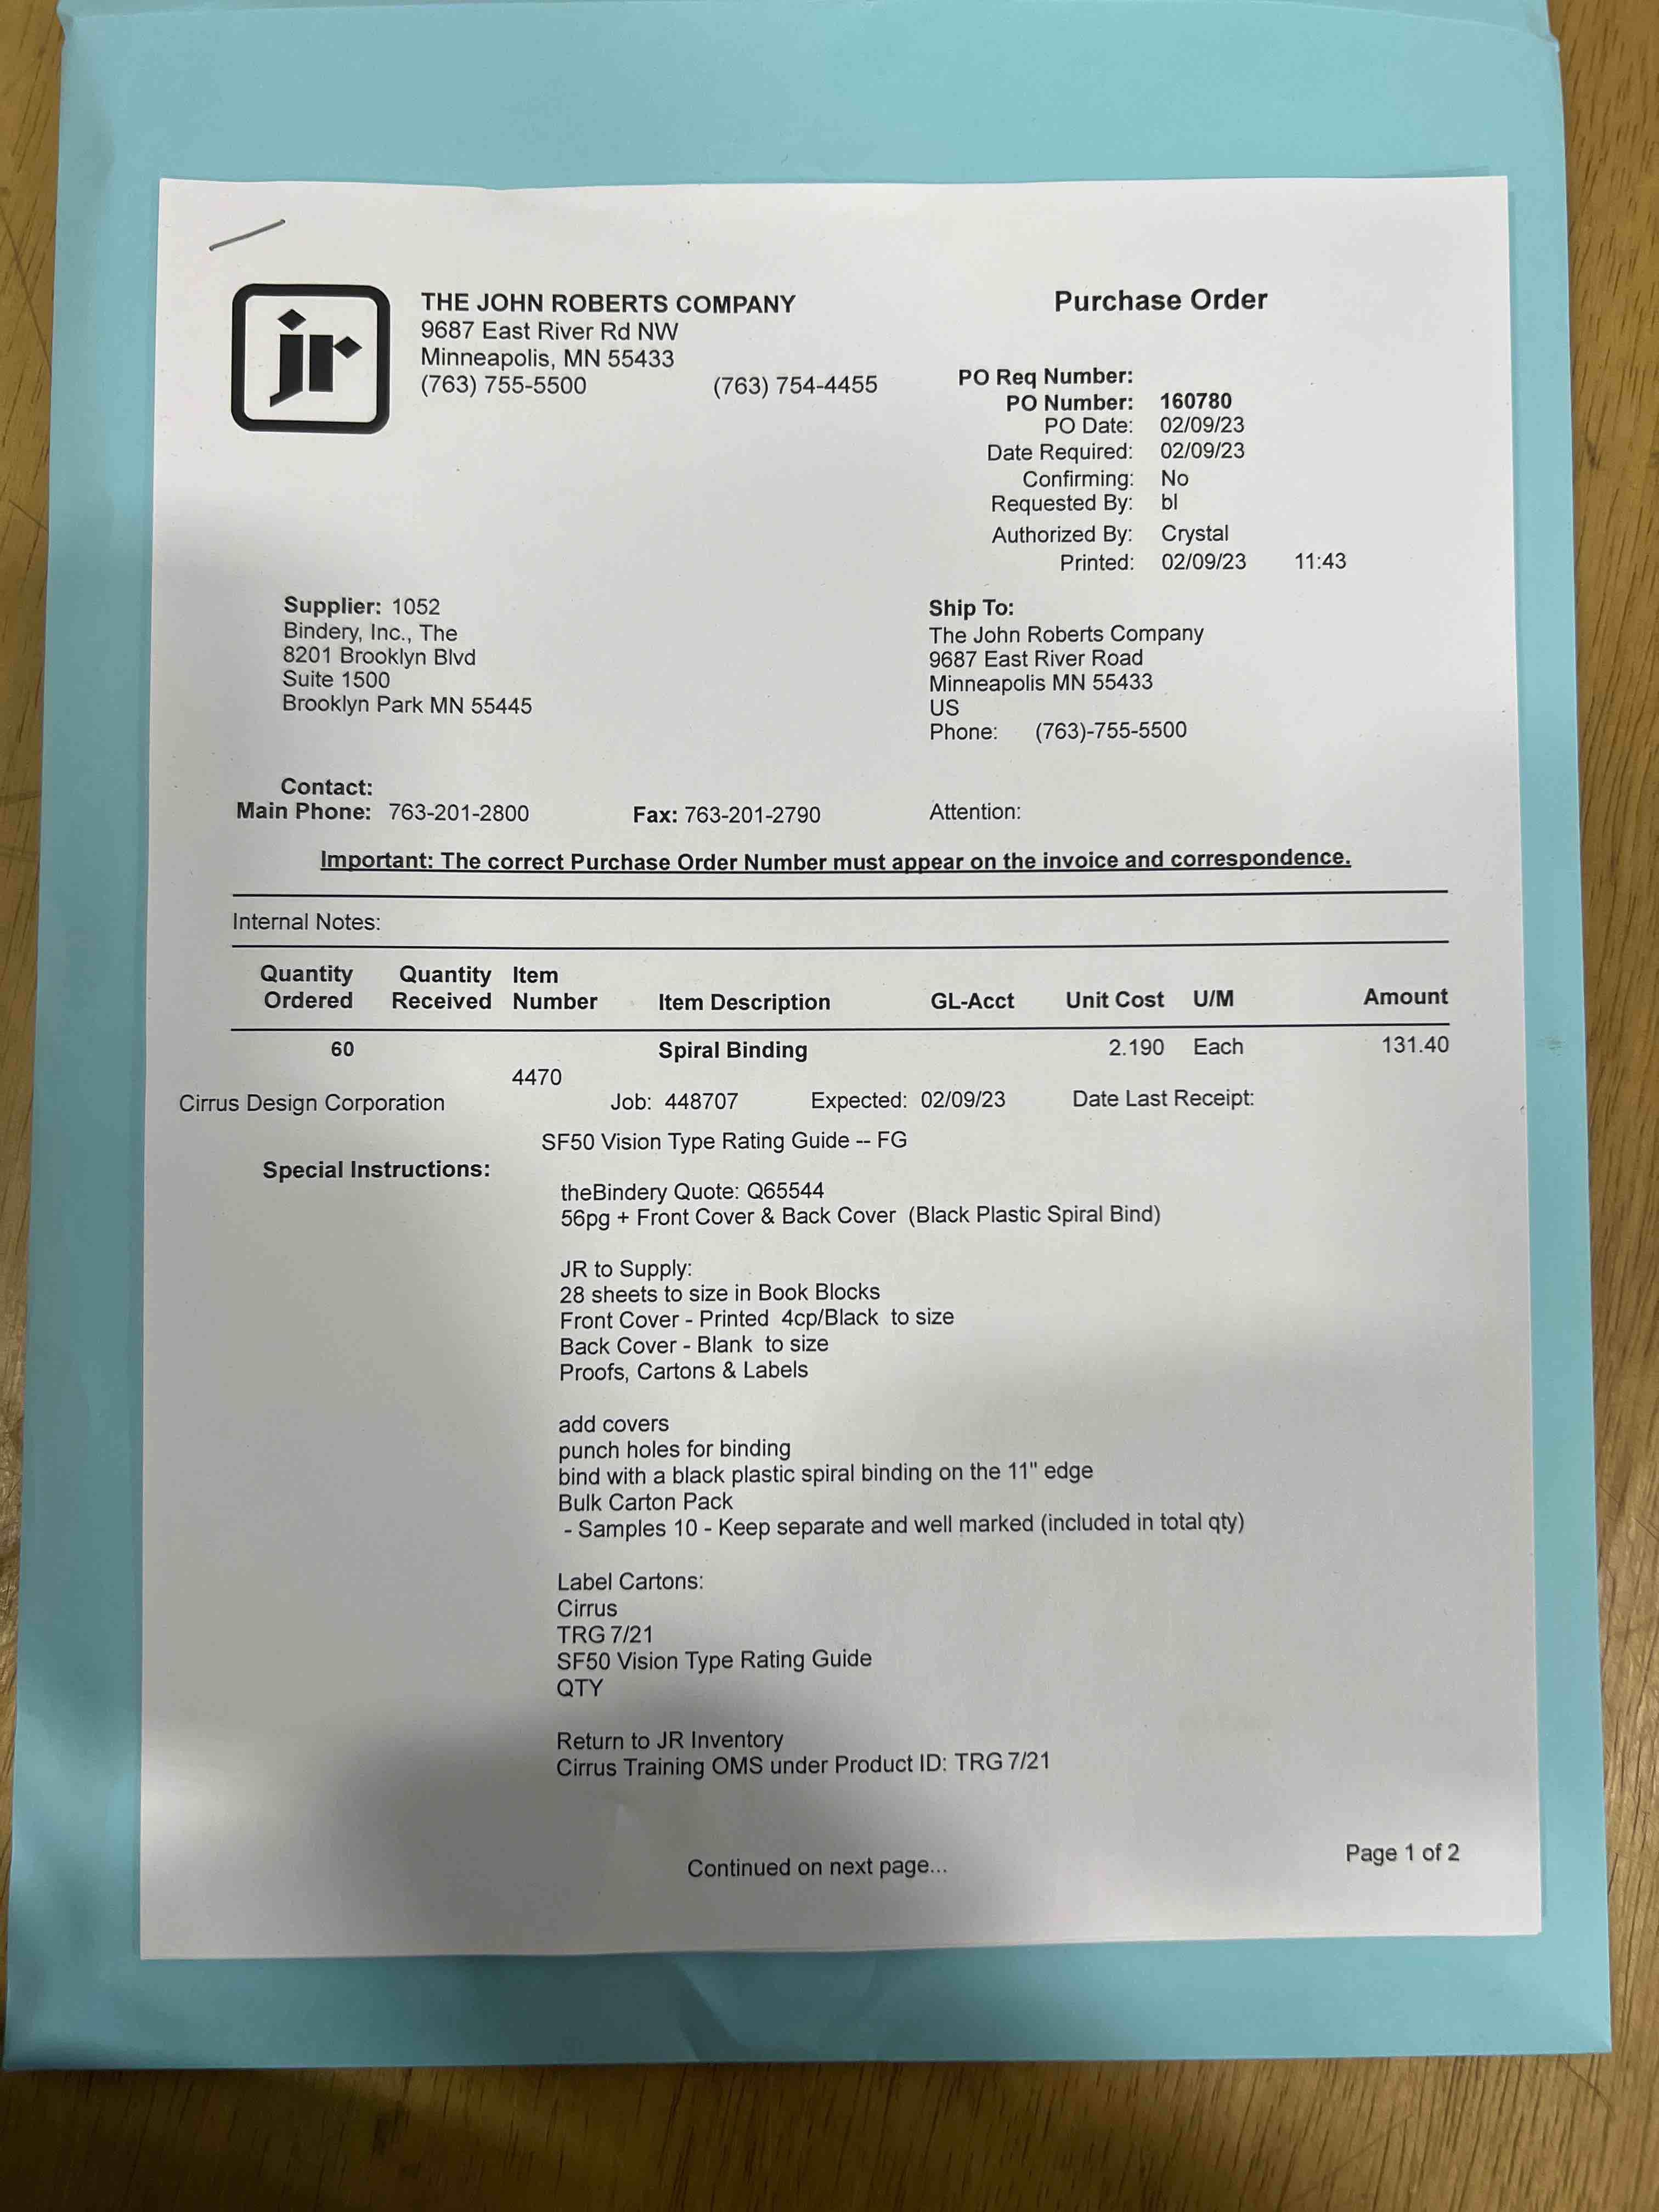 jr
THE JOHN ROBERTS COMPANY
9687 East River Rd NW
Minneapolis, MN 55433
(763) 755-5500 (763) 754-4455
Purchase Order
PO Req Number:
PO Number: 160780
PO Date: 02/09/23
Date Required: 02/09/23
Confirming: No
Requested By: bl
Authorized By: Crystal
Printed: 02/09/23 11:43
Supplier: 1052
Bindery, Inc., The
8201 Brooklyn Blvd
Suite 1500
Brooklyn Park MN 55445
Ship To:
The John Roberts Company
9687 East River Road
Minneapolis MN 55433
US
Phone: (763)-755-5500
Contact:
Main Phone: 763-201-2800 Fax: 763-201-2790 Attention:
Important: The correct Purchase Order Number must appear on the invoice and correspondence.
Internal Notes:
Quantity Ordered Quantity Received Item Number Item Description GL-Acct Unit Cost U/M Amount
60 Spiral Binding 2.190 Each 131.40
4470
Cirrus Design Corporation Job: 448707 Expected: 02/09/23 Date Last Receipt:
SF50 Vision Type Rating Guide -- FG
Special Instructions:
theBindery Quote: Q65544
56pg + Front Cover & Back Cover (Black Plastic Spiral Bind)
JR to Supply:
28 sheets to size in Book Blocks
Front Cover - Printed 4cp/Black to size
Back Cover - Blank to size
Proofs, Cartons & Labels
add covers
punch holes for binding
bind with a black plastic spiral binding on the 11" edge
Bulk Carton Pack
- Samples 10 - Keep separate and well marked (included in total qty)
Label Cartons:
Cirrus
TRG 7/21
SF50 Vision Type Rating Guide
QTY
Return to JR Inventory
Cirrus Training OMS under Product ID: TRG 7/21
Continued on next page...
Page 1 of 2